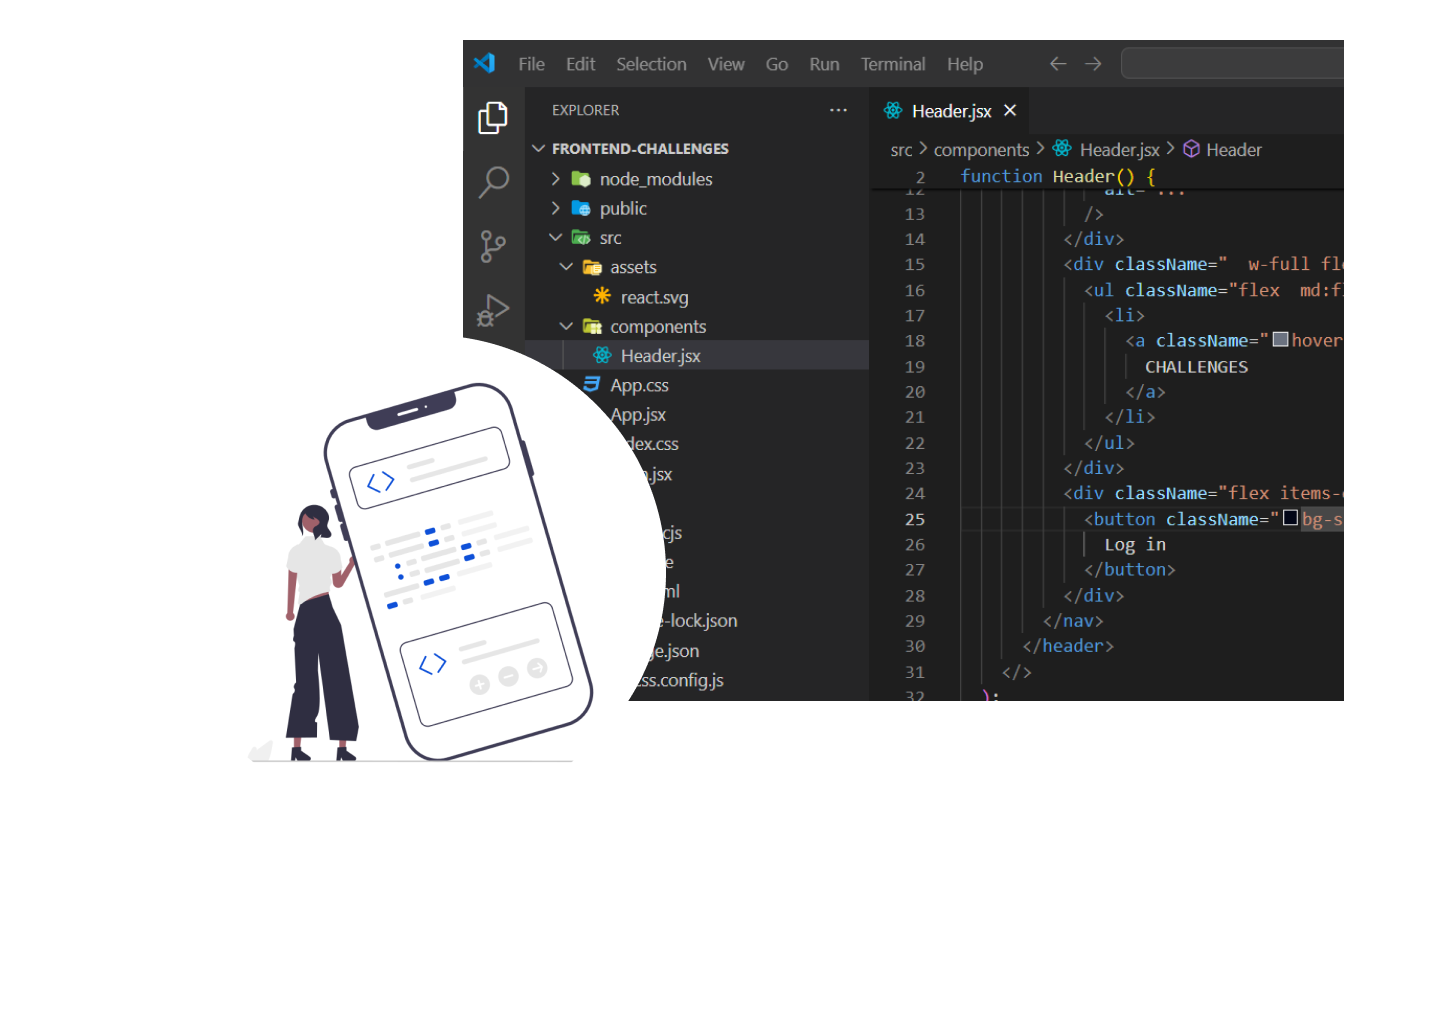 File Edit Selection View Go Run Terminal Help
EXPLORER ...
FRONTEND-CHALLENGES
node_modules
public
src
assets
react.svg
components
Header.jsx
App.css
App.jsx
dex.css
.jsx
cjs
e
ml
e-lock.json
ge.json
ss.config.js
Header.jsx
src > components > Header.jsx > Header
2 function Header() {
12 alt="..."
13 />
14 </div>
15 <div className=" w-full fl
16 <ul className="flex md:fl
17 <li>
18 <a className="hover
19 CHALLENGES
20 </a>
21 </li>
22 </ul>
23 </div>
24 <div className="flex items-c
25 <button className="bg-s
26 Log in
27 </button>
28 </div>
29 </nav>
30 </header>
31 </>
32 );